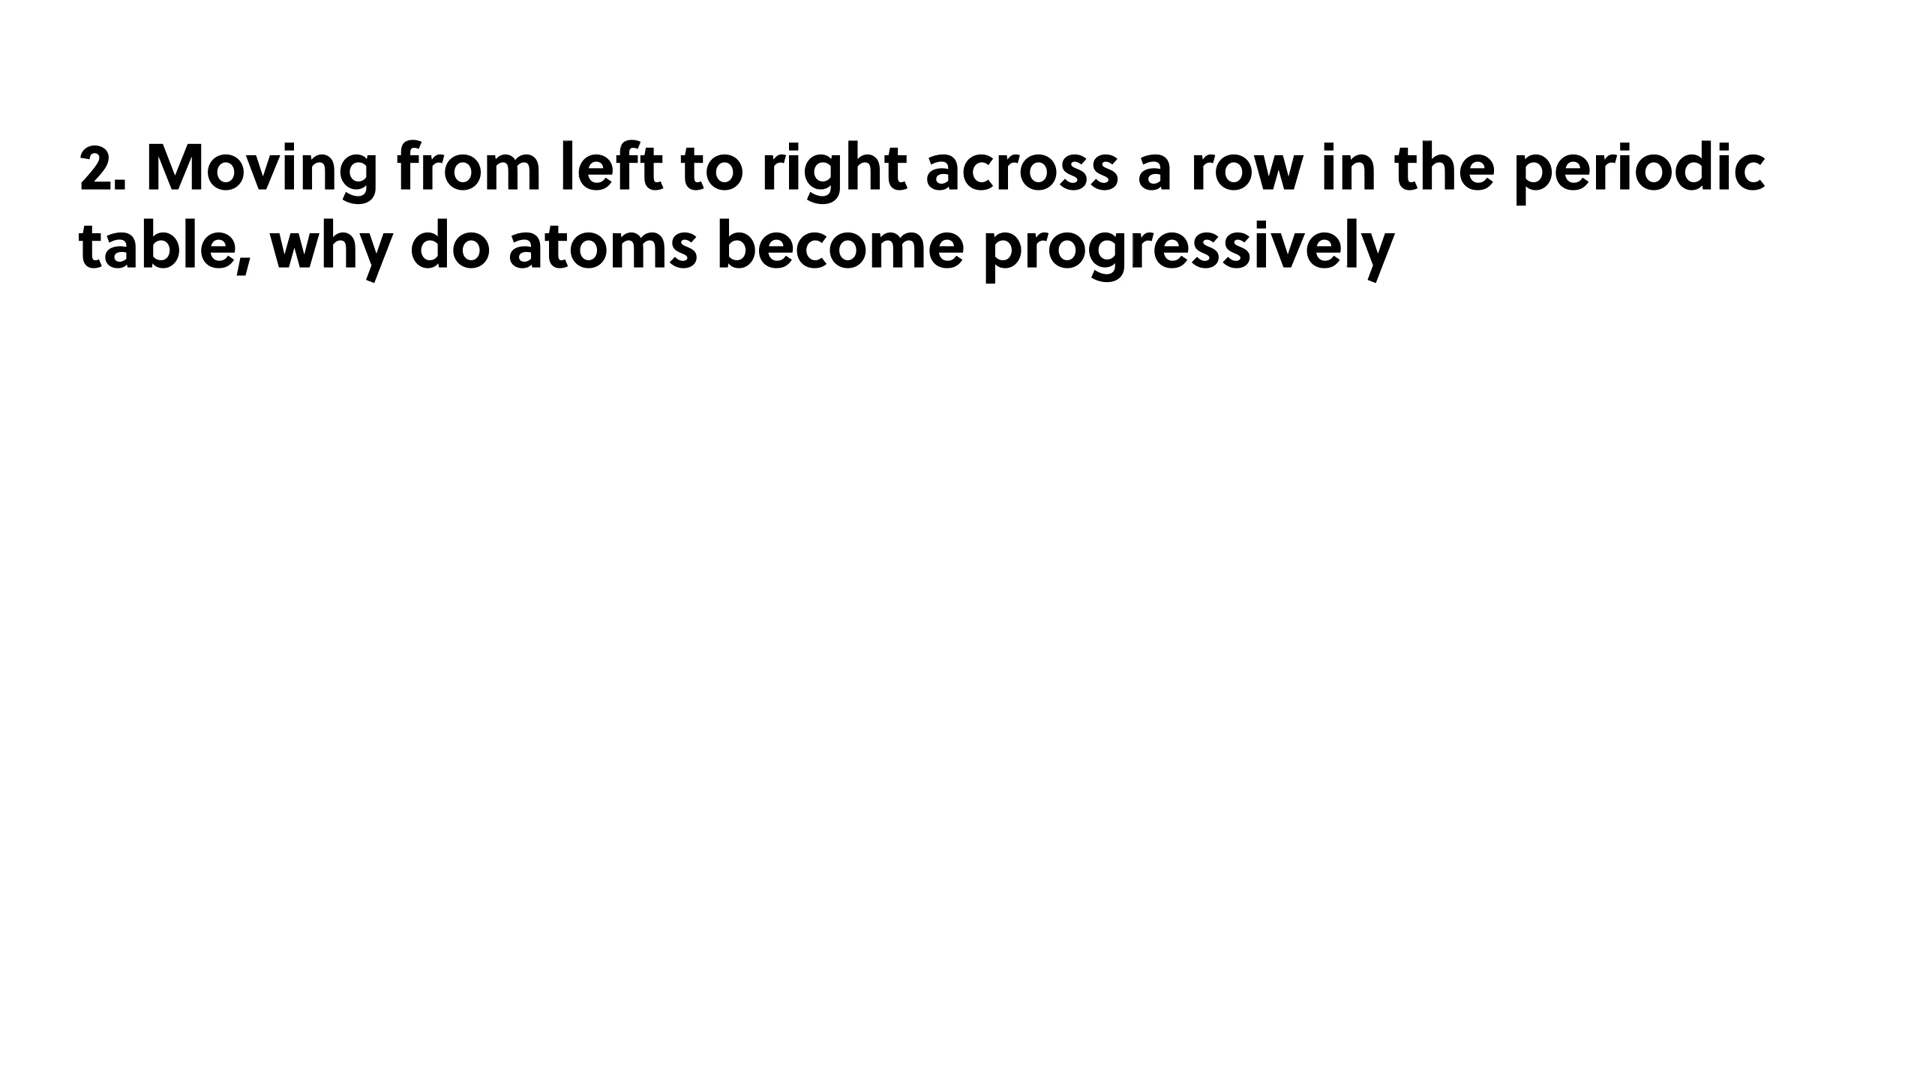 2. Moving from left to right across a row in the periodic
table, why do atoms become progressively